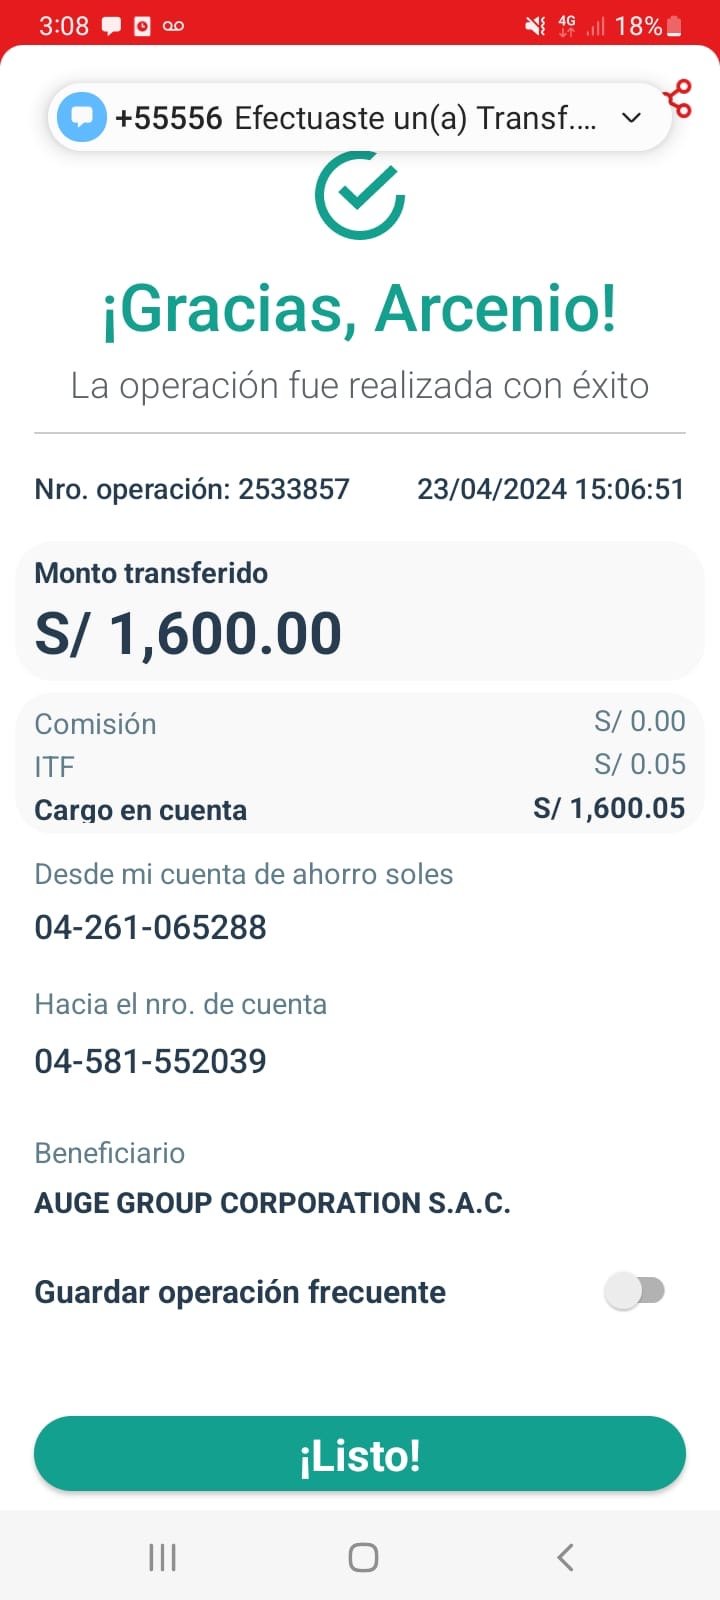 3:08 4G 18%
+55556 Efectuaste un(a) Transf....
¡Gracias, Arcenio!
La operación fue realizada con éxito
Nro. operación: 2533857 23/04/2024 15:06:51
Monto transferido
S/ 1,600.00
Comisión S/ 0.00
ITF S/ 0.05
Cargo en cuenta S/ 1,600.05
Desde mi cuenta de ahorro soles
04-261-065288
Hacia el nro. de cuenta
04-581-552039
Beneficiario
AUGE GROUP CORPORATION S.A.C.
Guardar operación frecuente
¡Listo!